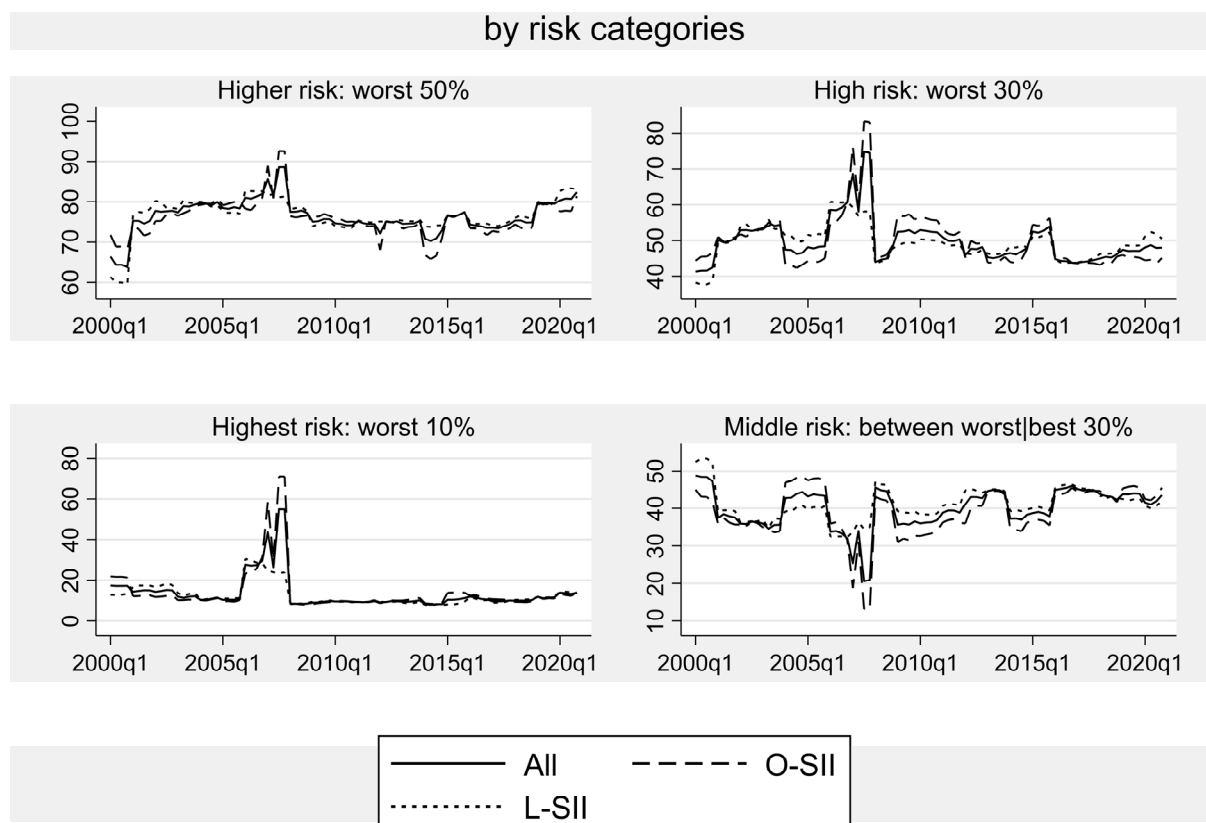 by risk categories
Higher risk: worst 50%
100
90
80
70
60
2000q1 2005q1 2010q1 2015q1 2020q1
High risk: worst 30%
80
70
60
50
40
2000q1 2005q1 2010q1 2015q1 2020q1
Highest risk: worst 10%
80
60
40
20
0
2000q1 2005q1 2010q1 2015q1 2020q1
Middle risk: between worst|best 30%
50
40
30
20
10
2000q1 2005q1 2010q1 2015q1 2020q1
All O-SII
L-SII